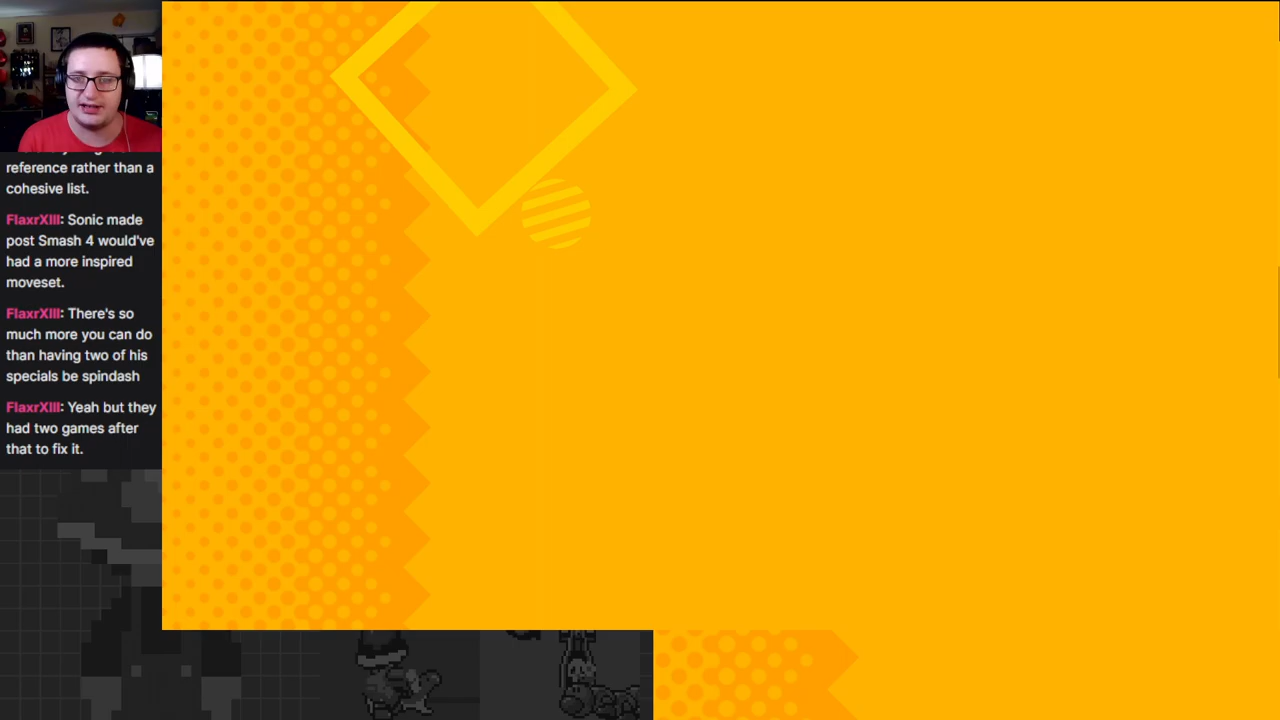 reference rather than a
cohesive list.
FlaxrXIII: Sonic made
post Smash 4 would've
had a more inspired
moveset.
FlaxrXIII: There's so
much more you can do
than having two of his
specials be spindash
FlaxrXIII: Yeah but they
had two games after
that to fix it.